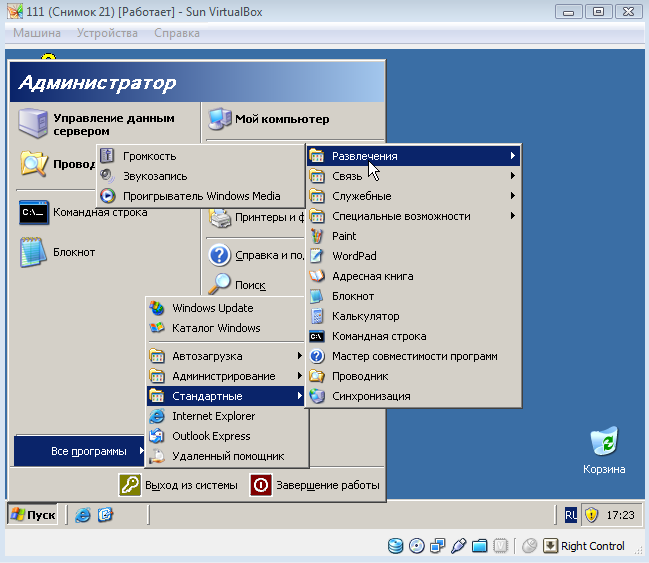 111 (Снимок 21) [Работает] - Sun VirtualBox
Машина Устройства Справка
Администратор
Управление данным
сервером
Мой компьютер
Провод
Громкость
Звукозапись
Проигрыватель Windows Media
Развлечения
Связь
Служебные
Специальные возможности
Paint
WordPad
Адресная книга
Блокнот
Калькулятор
Командная строка
Мастер совместимости программ
Проводник
Синхронизация
Командная строка
Принтеры и ф
Блокнот
Справка и по
Поиск
Windows Update
Каталог Windows
Автозагрузка
Администрирование
Стандартные
Internet Explorer
Outlook Express
Удаленный помощник
Все программы
Выход из системы
Завершение работы
Корзина
Пуск
RU
17:23
Right Control